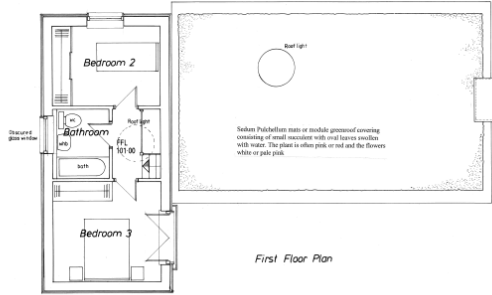 Roof light
Bedroom 2
Obscured
glass window
WC
Bathroom
WHB
Roof light
FFL
101·00
bath
Sedum Pulchellum mats or module greenroof covering
consisting of small succulent with oval leaves swollen
with water. The plant is often pink or red and the flowers
white or pale pink
Bedroom 3
First Floor Plan